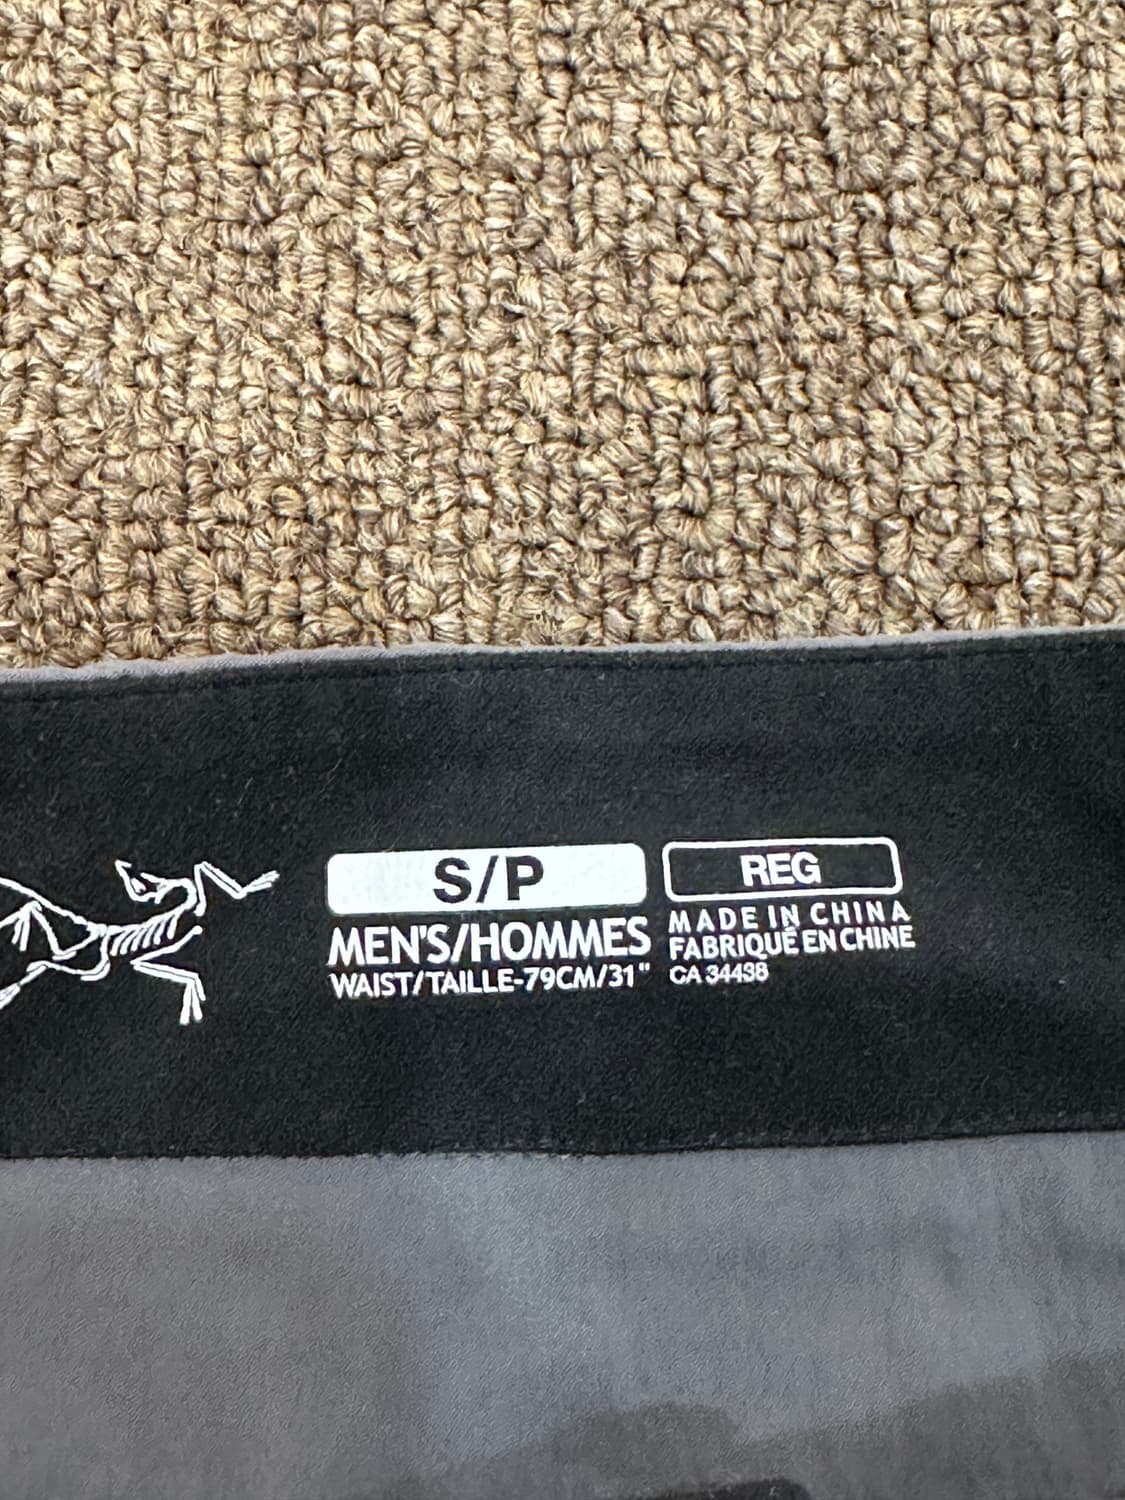 S/P
MEN'S/HOMMES
WAIST/TAILLE-79CM/31"
REG
MADE IN CHINA
FABRIQUÉ EN CHINE
CA 34438